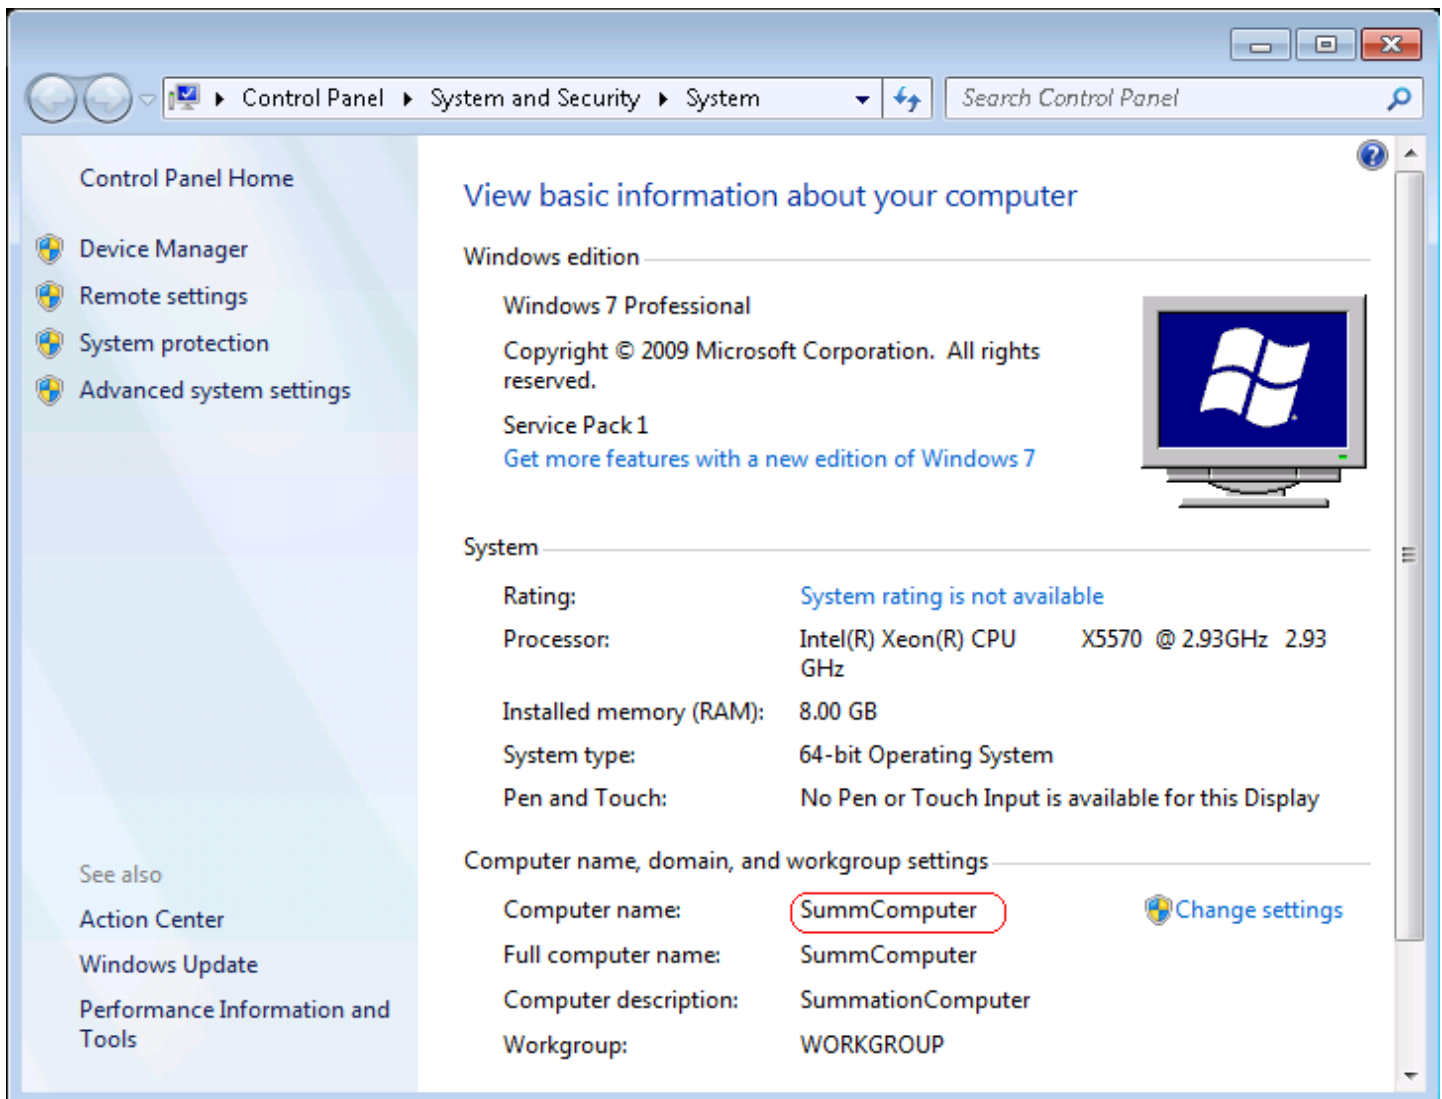 Control Panel System and Security System
Search Control Panel
Control Panel Home
Device Manager
Remote settings
System protection
Advanced system settings
See also
Action Center
Windows Update
Performance Information and
Tools
View basic information about your computer
Windows edition
Windows 7 Professional
Copyright © 2009 Microsoft Corporation. All rights
reserved.
Service Pack 1
Get more features with a new edition of Windows 7
System
Rating: System rating is not available
Processor: Intel(R) Xeon(R) CPU X5570 @ 2.93GHz 2.93
GHz
Installed memory (RAM): 8.00 GB
System type: 64-bit Operating System
Pen and Touch: No Pen or Touch Input is available for this Display
Computer name, domain, and workgroup settings
Computer name: SummComputer Change settings
Full computer name: SummComputer
Computer description: SummationComputer
Workgroup: WORKGROUP